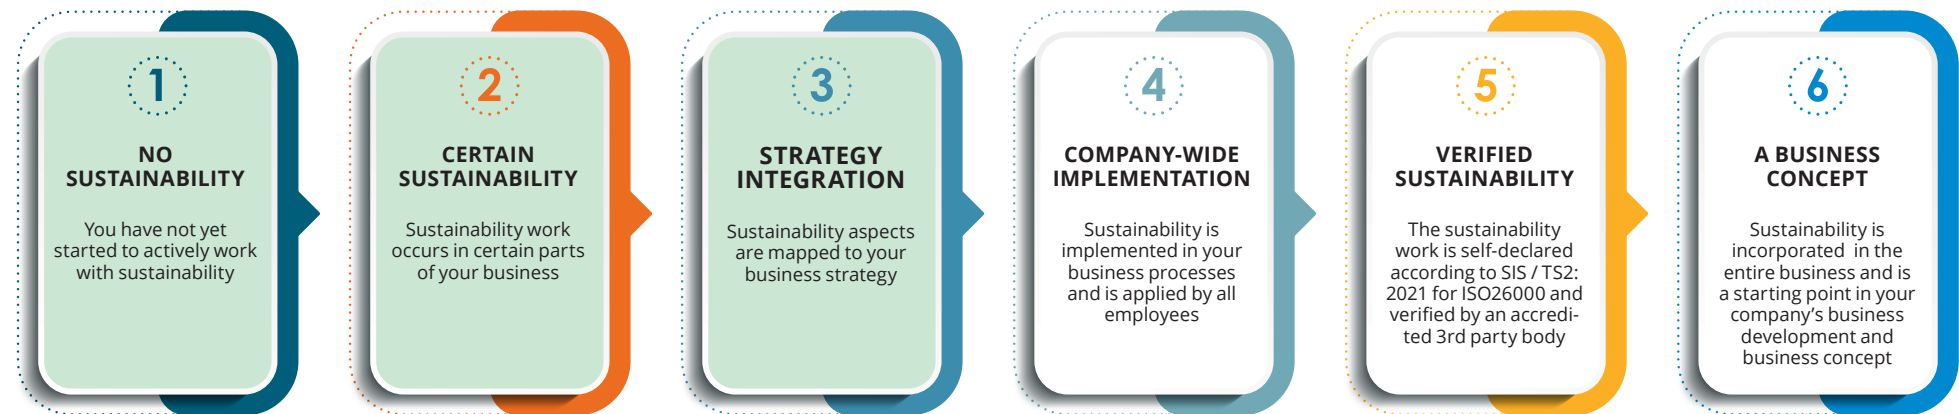 1
NO
SUSTAINABILITY
You have not yet
started to actively work
with sustainability
2
CERTAIN
SUSTAINABILITY
Sustainability work
occurs in certain parts
of your business
3
STRATEGY
INTEGRATION
Sustainability aspects
are mapped to your
business strategy
4
COMPANY-WIDE
IMPLEMENTATION
Sustainability is
implemented in your
business processes
and is applied by all
employees
5
VERIFIED
SUSTAINABILITY
The sustainability
work is self-declared
according to SIS / TS2:
2021 for ISO26000 and
verified by an accredi-
ted 3rd party body
6
A BUSINESS
CONCEPT
Sustainability is
incorporated  in the
entire business and is
a starting point in your
company’s business
development and
business concept